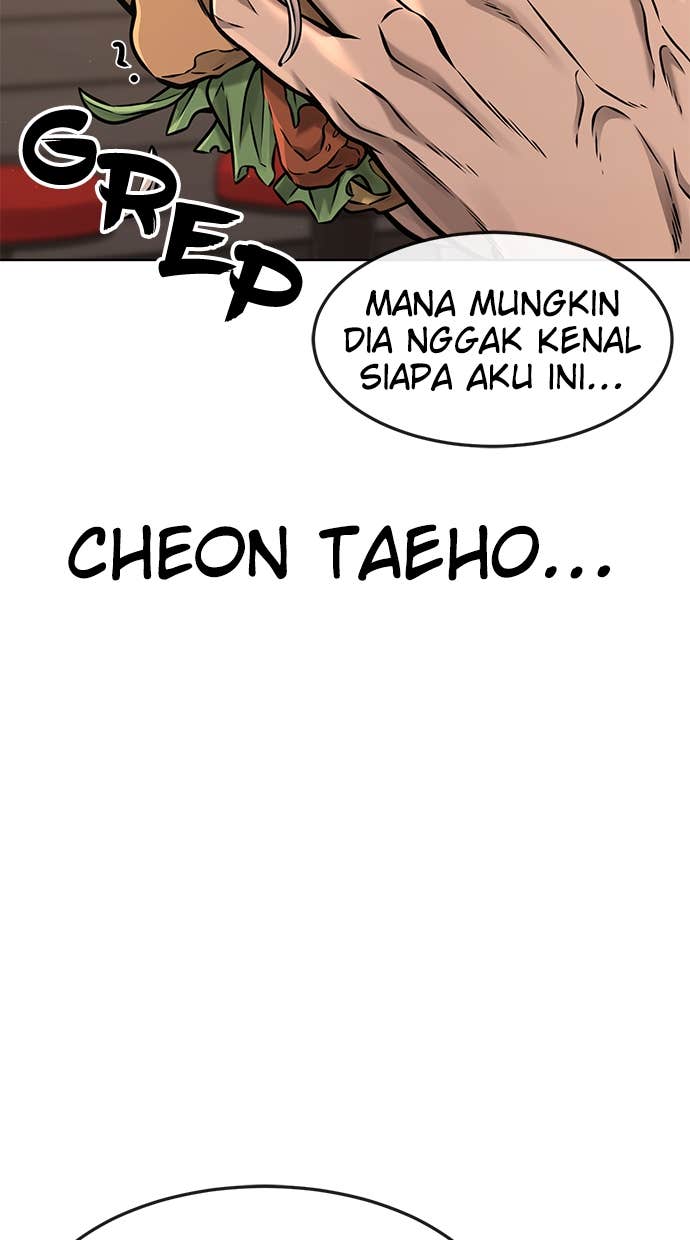 GREP
MANA MUNGKIN
DIA NGGAK KENAL
SIAPA AKU INI...
CHEON TAEHO...